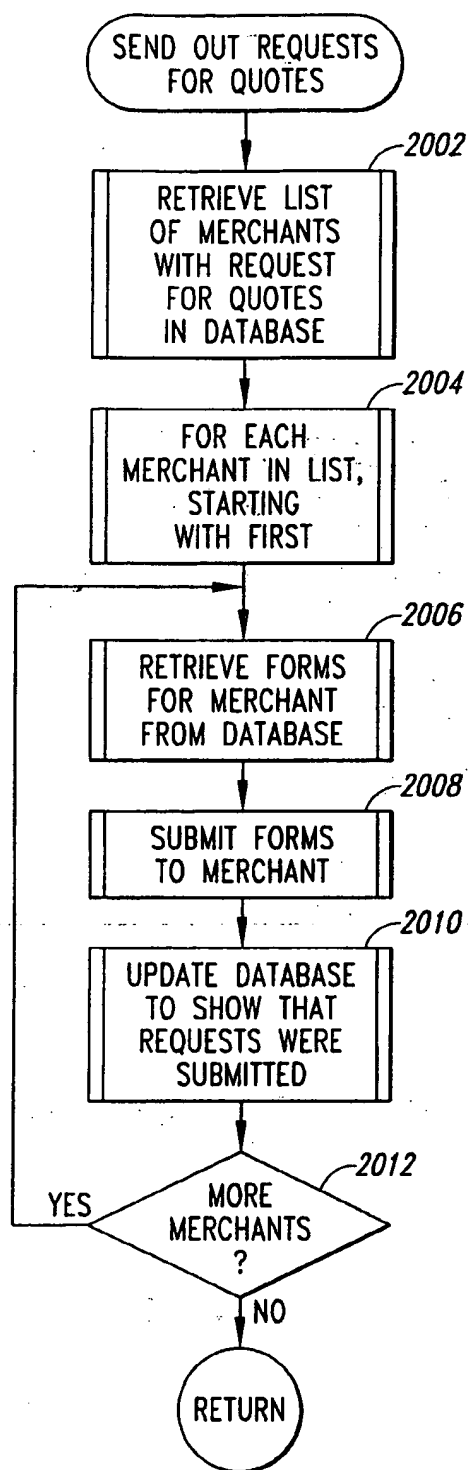 SEND OUT REQUESTS
FOR QUOTES
2002
RETRIEVE LIST
OF MERCHANTS
WITH REQUEST
FOR QUOTES
IN DATABASE
2004
FOR EACH
MERCHANT IN LIST,
STARTING
WITH FIRST
2006
RETRIEVE FORMS
FOR MERCHANT
FROM DATABASE
2008
SUBMIT FORMS
TO MERCHANT
2010
UPDATE DATABASE
TO SHOW THAT
REQUESTS WERE
SUBMITTED
2012
YES
MORE
MERCHANTS
?
NO
RETURN